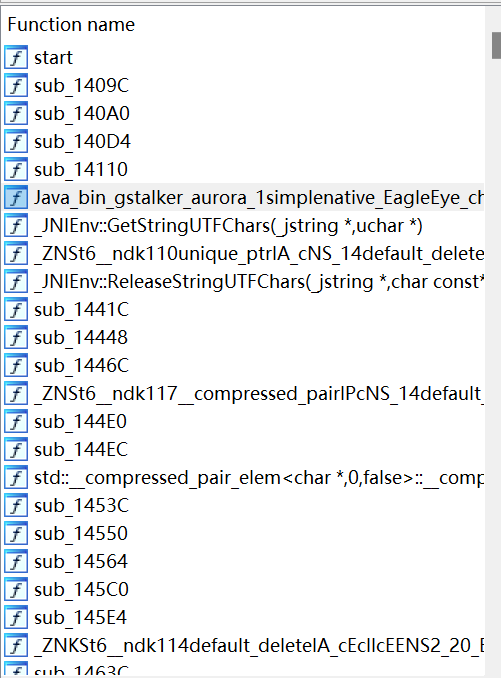 Function name
start
sub_1409C
sub_140A0
sub_140D4
sub_14110
Java_bin_gstalker_aurora_1simplenative_EagleEye_ch
_JNIEnv::GetStringUTFChars(_jstring *,uchar *)
_ZNSt6__ndk110unique_ptrIA_cNS_14default_delete
_JNIEnv::ReleaseStringUTFChars(_jstring *,char const*
sub_1441C
sub_14448
sub_1446C
_ZNSt6__ndk117__compressed_pairIPcNS_14default_
sub_144E0
sub_144EC
std::__compressed_pair_elem<char *,0,false>::__comp
sub_1453C
sub_14550
sub_14564
sub_145C0
sub_145E4
_ZNKSt6__ndk114default_deleteIA_cEclIcEENS2_20_E
sub_1463C